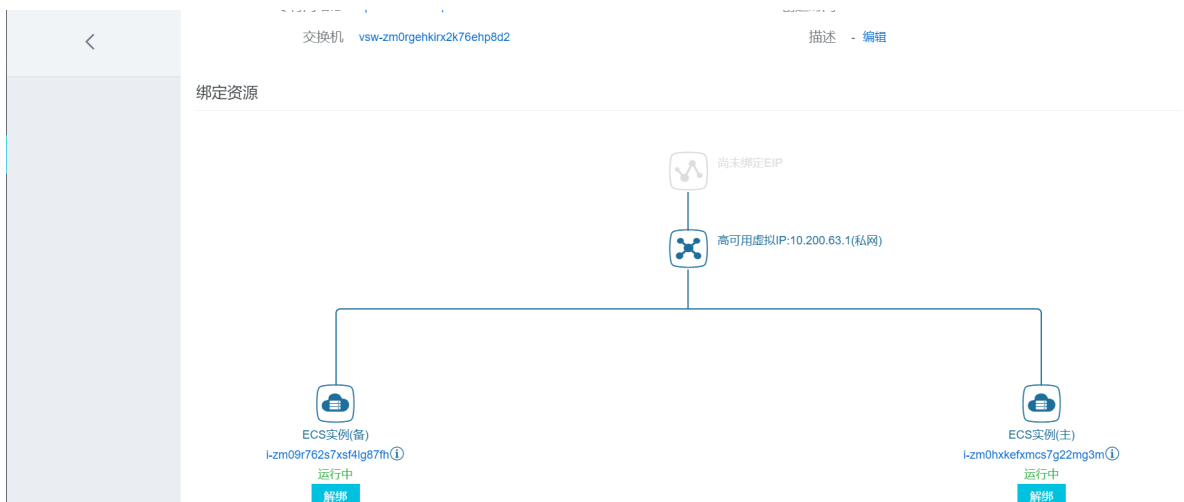 交换机 vsw-zm0rgehkirx2k76ehp8d2
描述 - 编辑
绑定资源
尚未绑定EIP
高可用虚拟IP:10.200.63.1(私网)
ECS实例(备)
i-zm09r762s7xsf4lg87fh
运行中
解绑
ECS实例(主)
i-zm0hxkefxmcs7g22mg3m
运行中
解绑